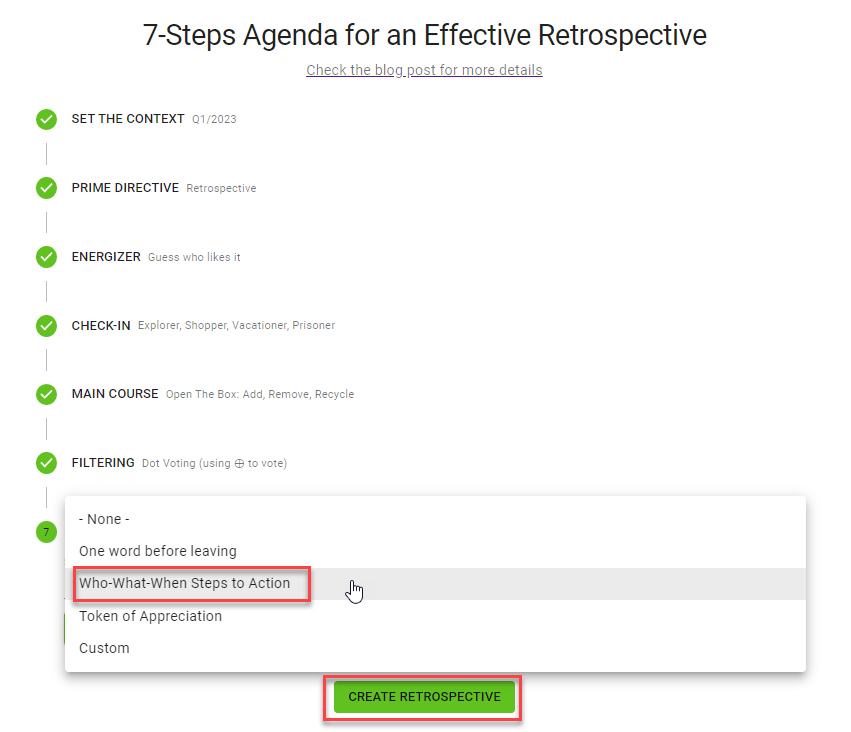 7-Steps Agenda for an Effective Retrospective
Check the blog post for more details
SET THE CONTEXT Q1/2023
PRIME DIRECTIVE Retrospective
ENERGIZER Guess who likes it
CHECK-IN Explorer, Shopper, Vacationer, Prisoner
MAIN COURSE Open The Box: Add, Remove, Recycle
FILTERING Dot Voting (using ⊕ to vote)
7
- None -
One word before leaving
Who-What-When Steps to Action
Token of Appreciation
Custom
CREATE RETROSPECTIVE